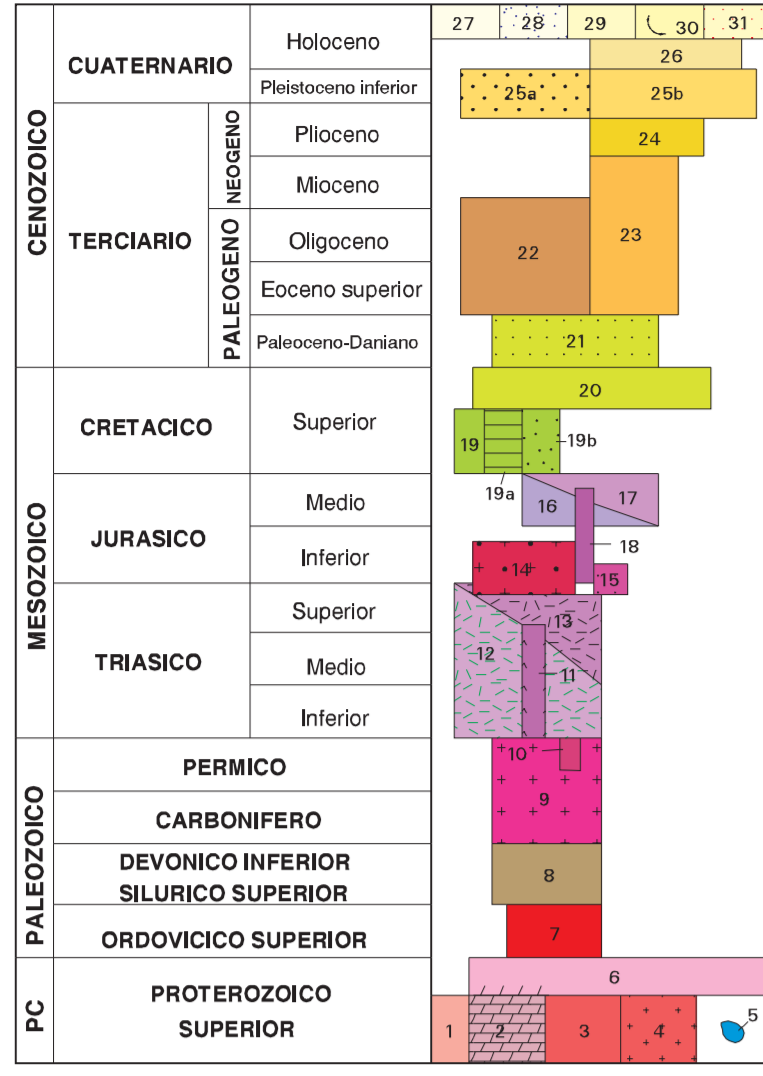 27 28 29 30 31
CENOZOICO
CUATERNARIO
Holoceno
26
Pleistoceno inferior
25a 25b
TERCIARIO
NEOGENO
Plioceno
24
Mioceno
PALEOGENO
Oligoceno
22 23
Eoceno superior
Paleoceno-Daniano
21
MESOZOICO
20
CRETACICO
Superior
19 19b
19a
JURASICO
Medio
16 17
18
Inferior
14 15
TRIASICO
Superior
13
12
Medio
11
Inferior
PALEOZOICO
PERMICO
10
9
CARBONIFERO
DEVONICO INFERIOR
8
SILURICO SUPERIOR
ORDOVICICO SUPERIOR
7
PC
6
PROTEROZOICO
SUPERIOR
1 2 3 4 5